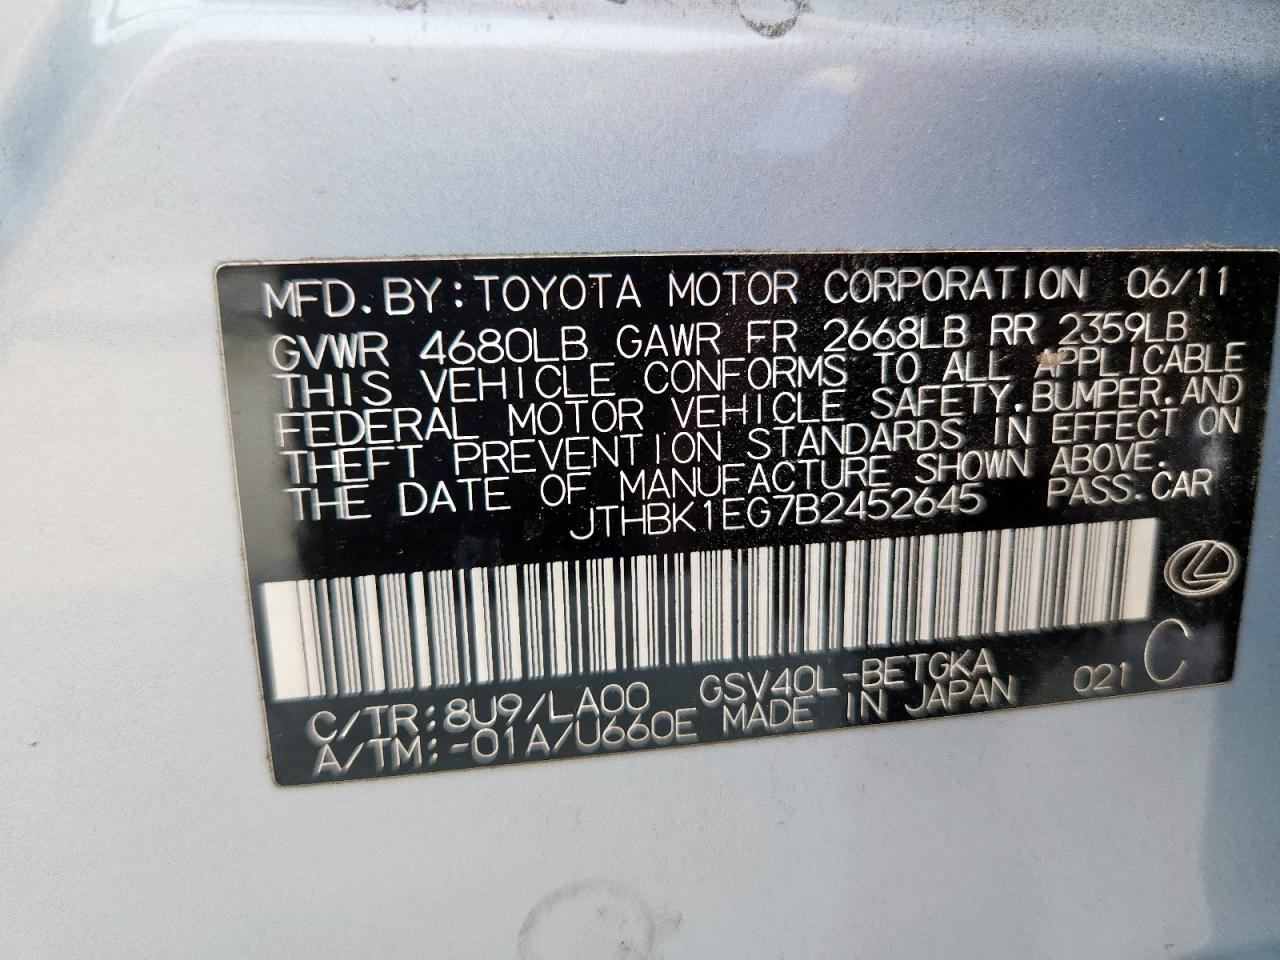 MFD. BY: TOYOTA MOTOR CORPORATION 06/11
GVWR 4680LB GAWR FR 2668LB RR 2359LB
THIS VEHICLE CONFORMS TO ALL APPLICABLE
FEDERAL MOTOR VEHICLE SAFETY, BUMPER, AND
THEFT PREVENTION STANDARDS IN EFFECT ON
THE DATE OF MANUFACTURE SHOWN ABOVE.
JTHBK1EG7B2452645 PASS. CAR
C/TR: 8U9/LA00 GSV40L-BETGKA 021 C
A/TM: -01A/U660E MADE IN JAPAN